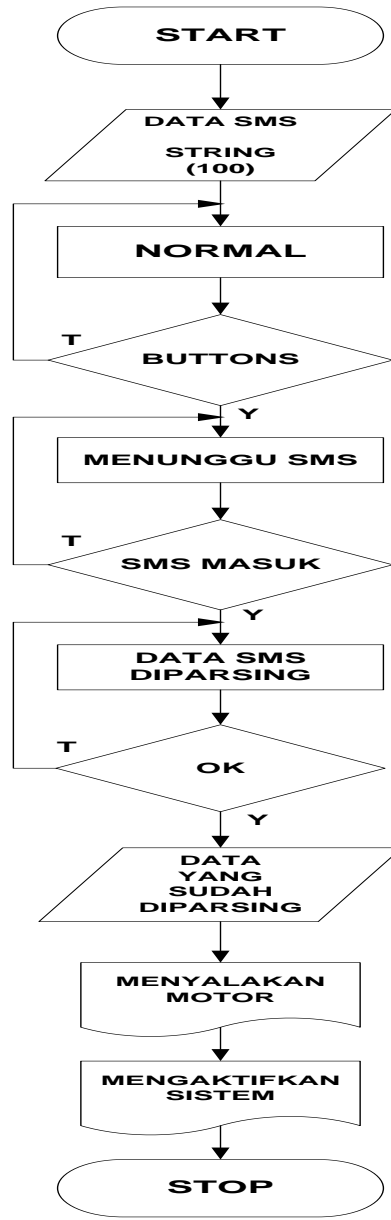 START
DATA SMS
STRING
(100)
NORMAL
T
BUTTONS
Y
MENUNGGU SMS
T
SMS MASUK
Y
DATA SMS
DIPARSING
T
OK
Y
DATA
YANG
SUDAH
DIPARSING
MENYALAKAN
MOTOR
MENGAKTIFKAN
SISTEM
STOP